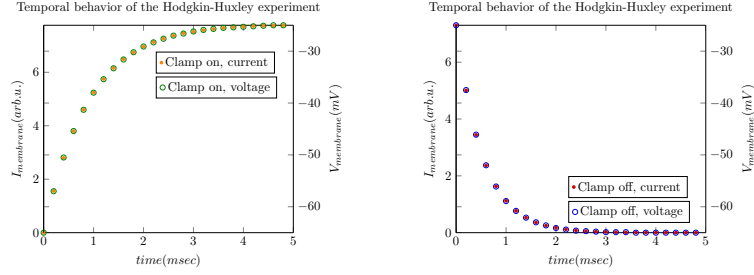 Temporal behavior of the Hodgkin-Huxley experiment
6
4
2
0
I_membrane(arb.u.)
−30
−40
−50
−60
V_membrane(mV)
Clamp on, current
Clamp on, voltage
0 1 2 3 4 5
time(msec)
Temporal behavior of the Hodgkin-Huxley experiment
6
4
2
0
I_membrane(arb.u.)
−30
−40
−50
−60
V_membrane(mV)
Clamp off, current
Clamp off, voltage
0 1 2 3 4 5
time(msec)